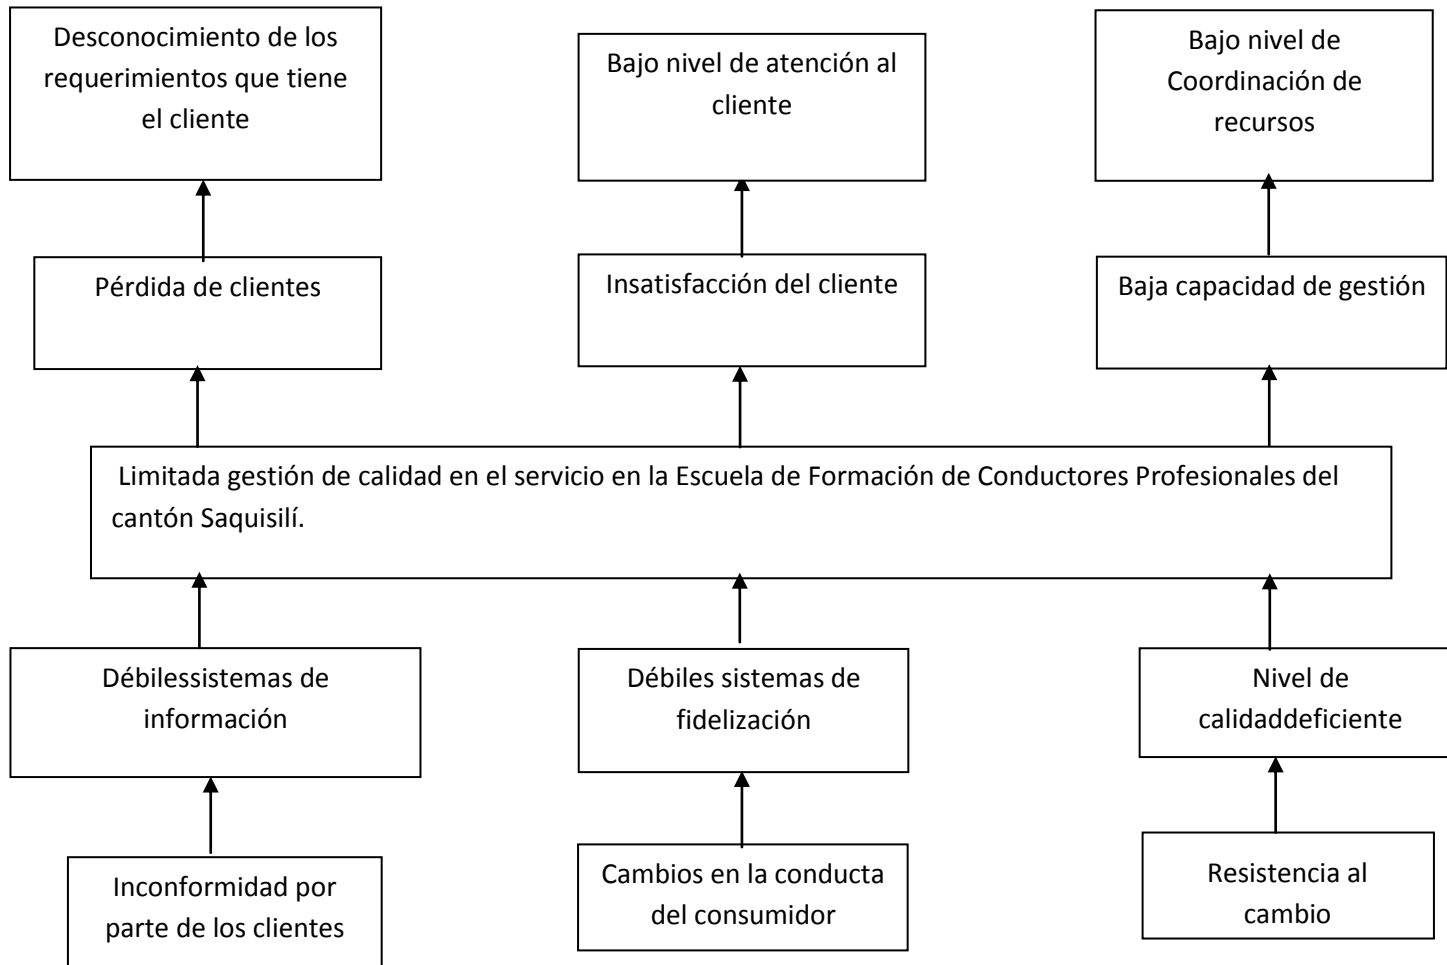 Desconocimiento de los
requerimientos que tiene
el cliente
Bajo nivel de atención al
cliente
Bajo nivel de
Coordinación de
recursos
Pérdida de clientes
Insatisfacción del cliente
Baja capacidad de gestión
Limitada gestión de calidad en el servicio en la Escuela de Formación de Conductores Profesionales del
cantón Saquisilí.
Débilessistemas de
información
Débiles sistemas de
fidelización
Nivel de
calidaddeficiente
Inconformidad por
parte de los clientes
Cambios en la conducta
del consumidor
Resistencia al
cambio